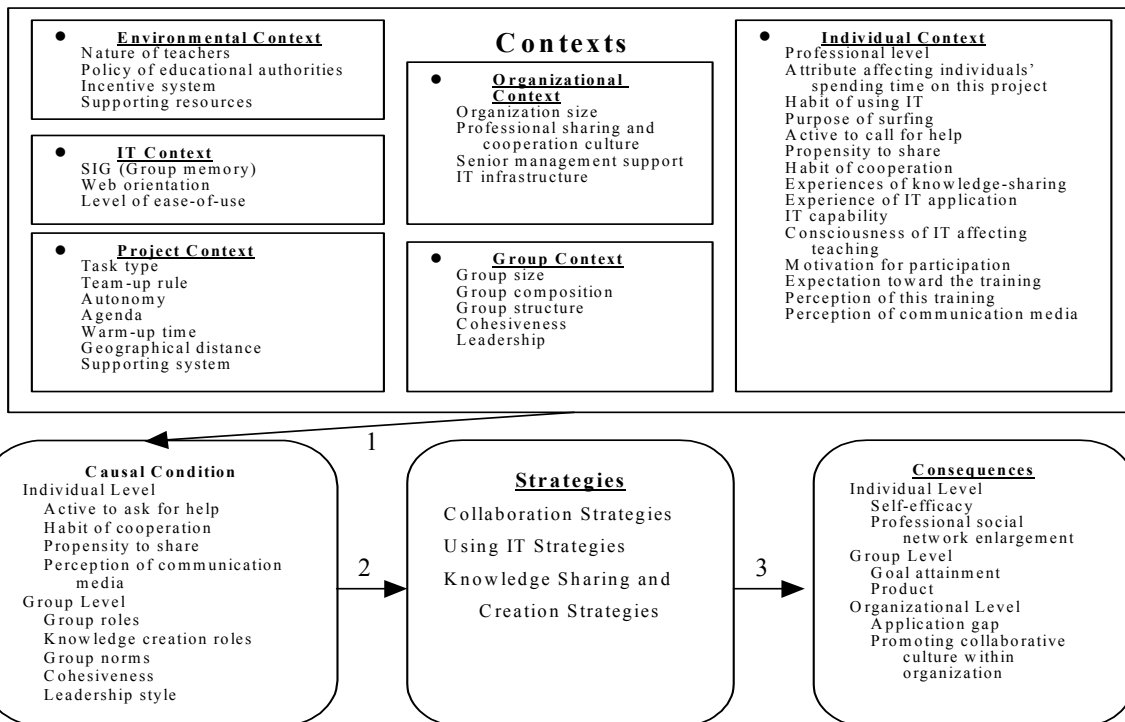 Contexts
Environmental Context
Nature of teachers
Policy of educational authorities
Incentive system
Supporting resources
IT Context
SIG (Group memory)
Web orientation
Level of ease-of-use
Project Context
Task type
Team-up rule
Autonomy
Agenda
Warm-up time
Geographical distance
Supporting system
Organizational
Context
Organization size
Professional sharing and
cooperation culture
Senior management support
IT infrastructure
Group Context
Group size
Group composition
Group structure
Cohesiveness
Leadership
Individual Context
Professional level
Attribute affecting individuals’
spending time on this project
Habit of using IT
Purpose of surfing
Active to call for help
Propensity to share
Habit of cooperation
Experiences of knowledge-sharing
Experience of IT application
IT capability
Consciousness of IT affecting
teaching
Motivation for participation
Expectation toward the training
Perception of this training
Perception of communication media
1
Causal Condition
Individual Level
Active to ask for help
Habit of cooperation
Propensity to share
Perception of communication
media
Group Level
Group roles
Knowledge creation roles
Group norms
Cohesiveness
Leadership style
2
Strategies
Collaboration Strategies
Using IT Strategies
Knowledge Sharing and
Creation Strategies
3
Consequences
Individual Level
Self-efficacy
Professional social
network enlargement
Group Level
Goal attainment
Product
Organizational Level
Application gap
Promoting collaborative
culture within
organization